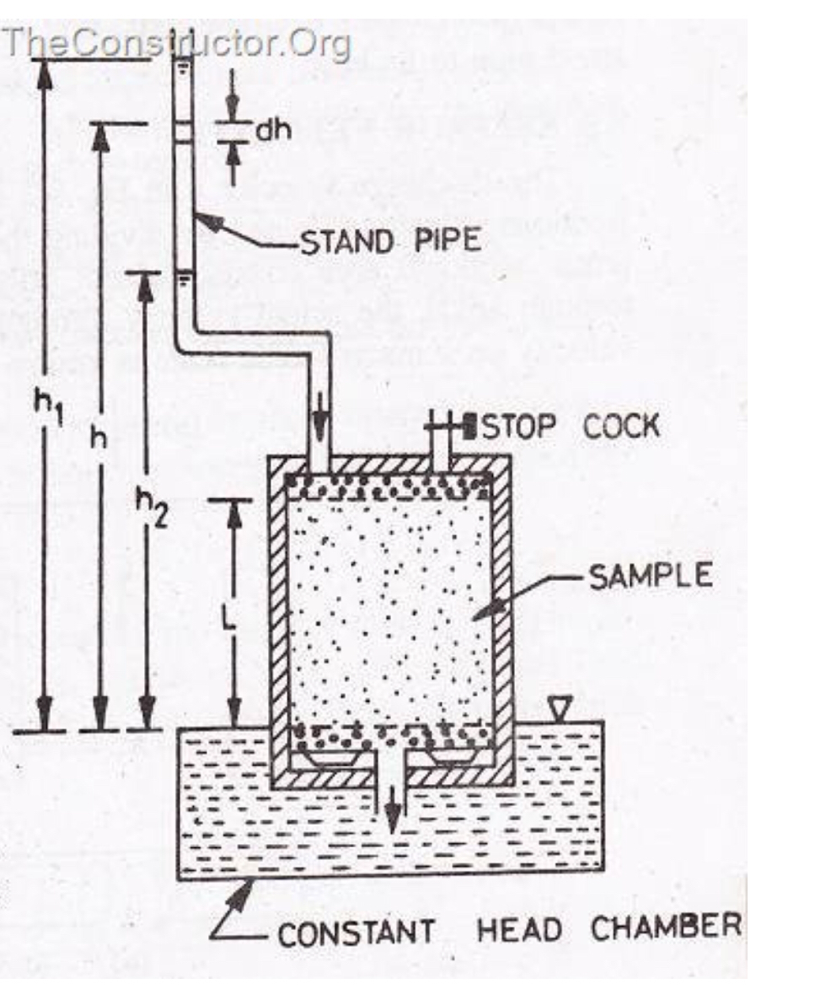 TheConstructor.Org
dh
STAND PIPE
h1
h
h2
STOP COCK
L
SAMPLE
CONSTANT HEAD CHAMBER